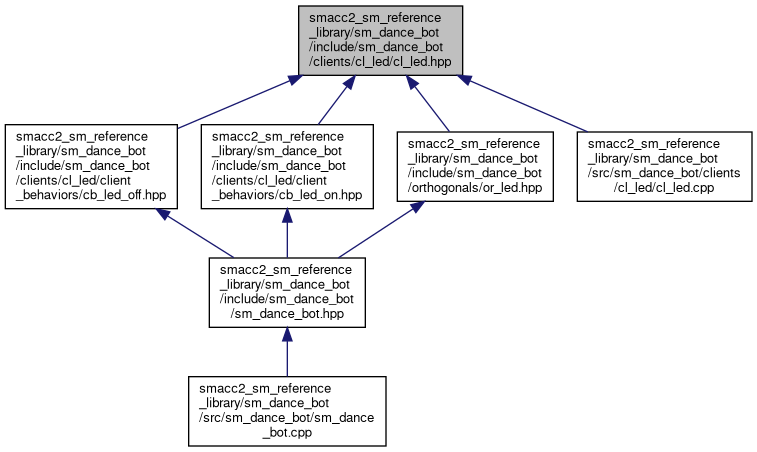 smacc2_sm_reference
_library/sm_dance_bot
/include/sm_dance_bot
/clients/cl_led/cl_led.hpp
smacc2_sm_reference
_library/sm_dance_bot
/include/sm_dance_bot
/clients/cl_led/client
_behaviors/cb_led_off.hpp
smacc2_sm_reference
_library/sm_dance_bot
/include/sm_dance_bot
/clients/cl_led/client
_behaviors/cb_led_on.hpp
smacc2_sm_reference
_library/sm_dance_bot
/include/sm_dance_bot
/orthogonals/or_led.hpp
smacc2_sm_reference
_library/sm_dance_bot
/src/sm_dance_bot/clients
/cl_led/cl_led.cpp
smacc2_sm_reference
_library/sm_dance_bot
/include/sm_dance_bot
/sm_dance_bot.hpp
smacc2_sm_reference
_library/sm_dance_bot
/src/sm_dance_bot/sm_dance
_bot.cpp